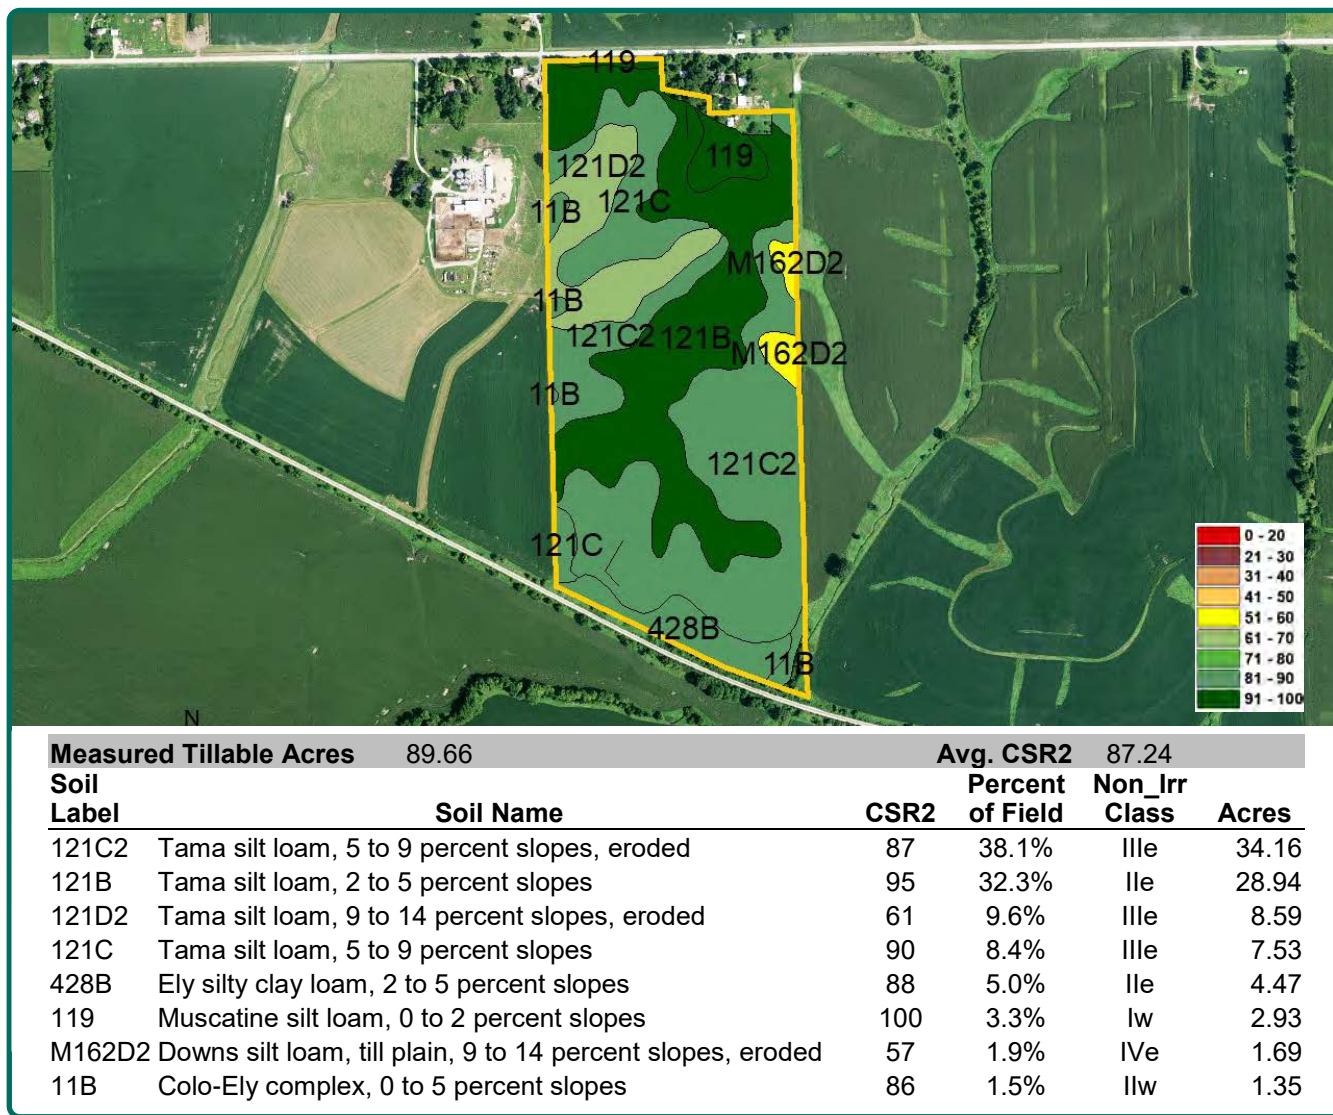 119
121D2
119
11B
121C
M162D2
11B
121C2
121B
M162D2
11B
121C2
121C
428B
11B
0 - 20
21 - 30
31 - 40
41 - 50
51 - 60
61 - 70
71 - 80
81 - 90
91 - 100
N
Measured Tillable Acres 89.66 Avg. CSR2 87.24
Soil Label Soil Name CSR2 Percent of Field Non_Irr Class Acres
121C2 Tama silt loam, 5 to 9 percent slopes, eroded 87 38.1% IIIe 34.16
121B Tama silt loam, 2 to 5 percent slopes 95 32.3% IIe 28.94
121D2 Tama silt loam, 9 to 14 percent slopes, eroded 61 9.6% IIIe 8.59
121C Tama silt loam, 5 to 9 percent slopes 90 8.4% IIIe 7.53
428B Ely silty clay loam, 2 to 5 percent slopes 88 5.0% IIe 4.47
119 Muscatine silt loam, 0 to 2 percent slopes 100 3.3% Iw 2.93
M162D2 Downs silt loam, till plain, 9 to 14 percent slopes, eroded 57 1.9% IVe 1.69
11B Colo-Ely complex, 0 to 5 percent slopes 86 1.5% IIw 1.35